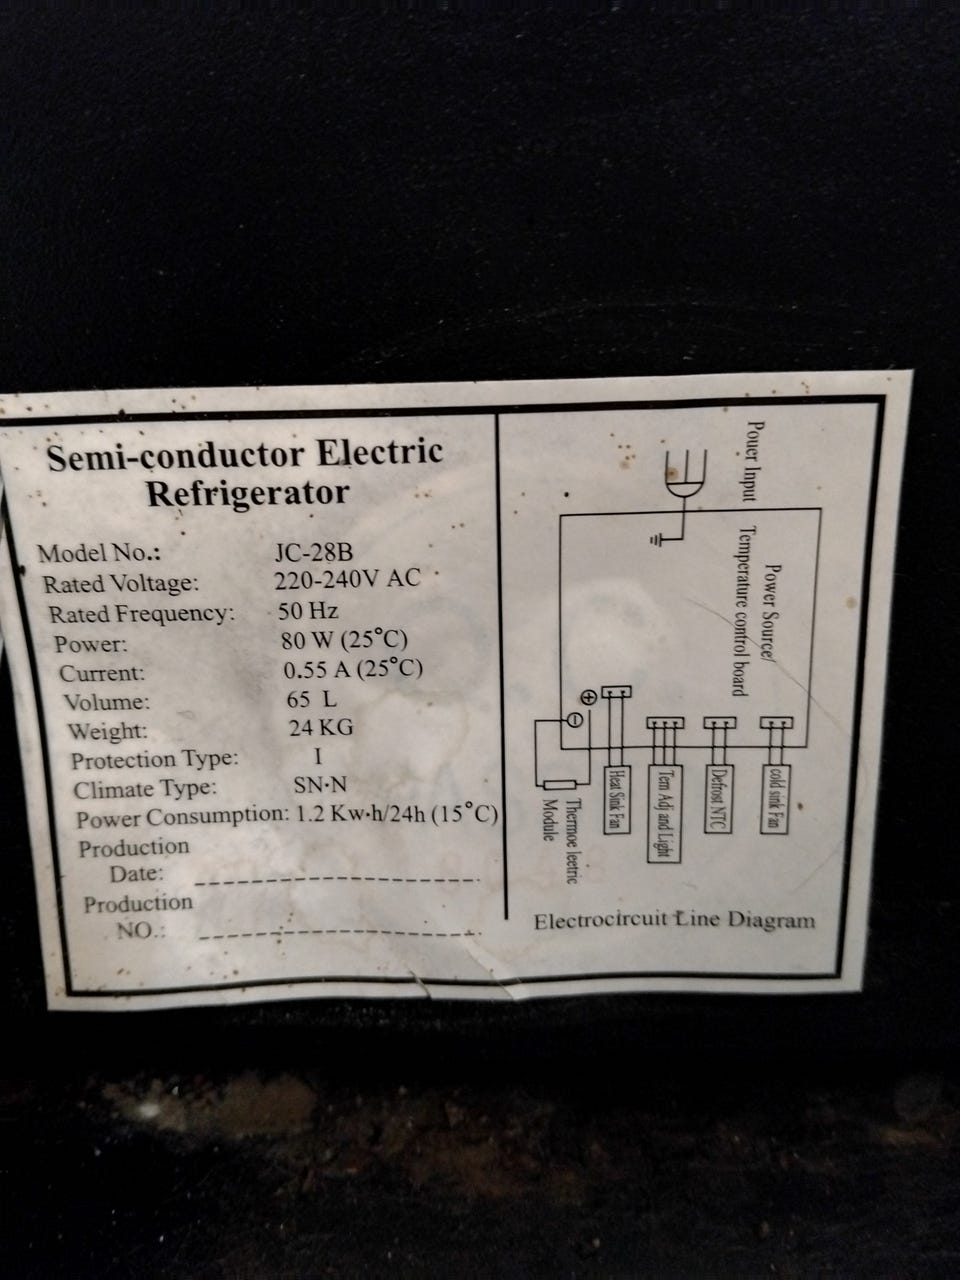 Semi-conductor Electric
Refrigerator
Model No.: JC-28B
Rated Voltage: 220-240V AC
Rated Frequency: 50 Hz
Power: 80 W (25°C)
Current: 0.55 A (25°C)
Volume: 65 L
Weight: 24 KG
Protection Type: I
Climate Type: SN·N
Power Consumption: 1.2 Kw·h/24h (15°C)
Production
Date:
Production
NO.:
Pouer Input
Power Source/
Temperature control board
cold sink Fan
Defrost NTC
Tem Adj and Light
Heat Sink Fan
⊕
⊖
Thermoe leetric
Module
Electrocircuit Line Diagram